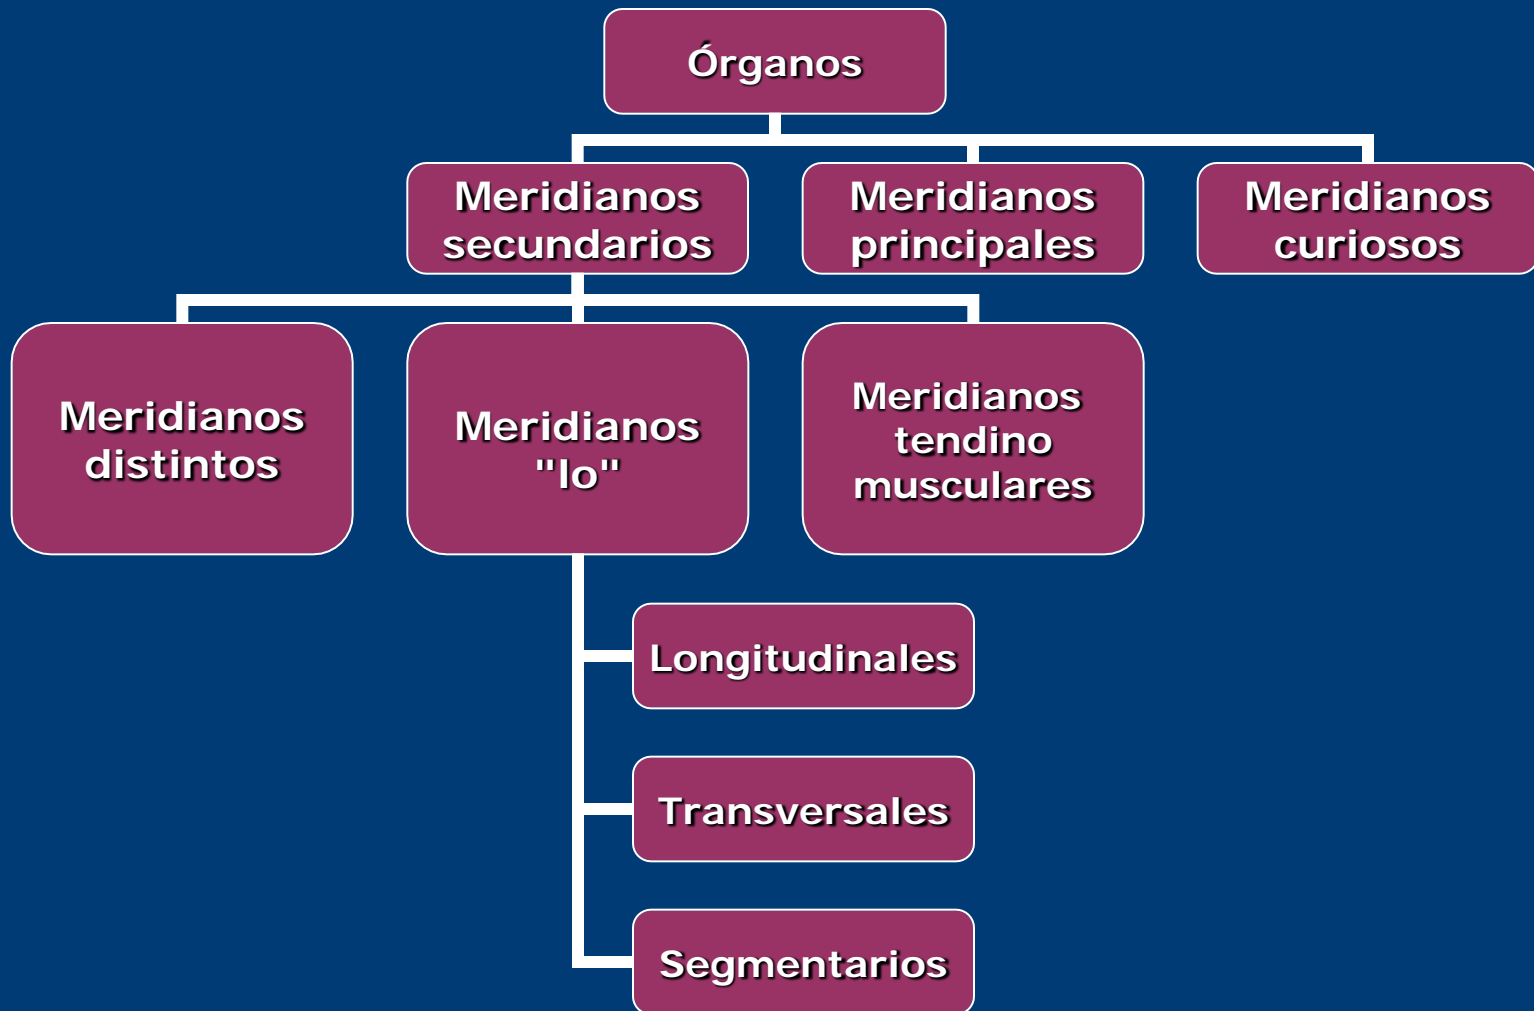 Órganos
Meridianos
secundarios
Meridianos
principales
Meridianos
curiosos
Meridianos
distintos
Meridianos
"lo"
Meridianos
tendino
musculares
Longitudinales
Transversales
Segmentarios